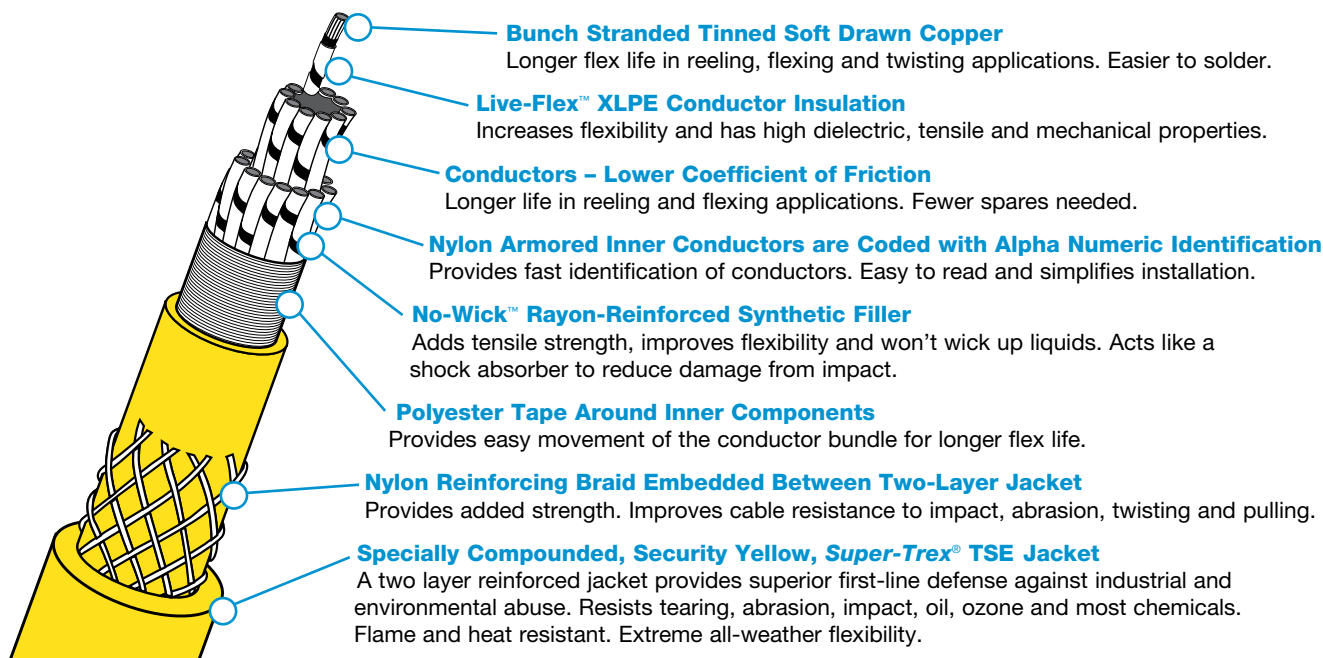 Bunch Stranded Tinned Soft Drawn Copper
Longer flex life in reeling, flexing and twisting applications. Easier to solder.
Live-Flex™ XLPE Conductor Insulation
Increases flexibility and has high dielectric, tensile and mechanical properties.
Conductors – Lower Coefficient of Friction
Longer life in reeling and flexing applications. Fewer spares needed.
Nylon Armored Inner Conductors are Coded with Alpha Numeric Identification
Provides fast identification of conductors. Easy to read and simplifies installation.
No-Wick™ Rayon-Reinforced Synthetic Filler
Adds tensile strength, improves flexibility and won’t wick up liquids. Acts like a
shock absorber to reduce damage from impact.
Polyester Tape Around Inner Components
Provides easy movement of the conductor bundle for longer flex life.
Nylon Reinforcing Braid Embedded Between Two-Layer Jacket
Provides added strength. Improves cable resistance to impact, abrasion, twisting and pulling.
Specially Compounded, Security Yellow, Super-Trex® TSE Jacket
A two layer reinforced jacket provides superior first-line defense against industrial and
environmental abuse. Resists tearing, abrasion, impact, oil, ozone and most chemicals.
Flame and heat resistant. Extreme all-weather flexibility.